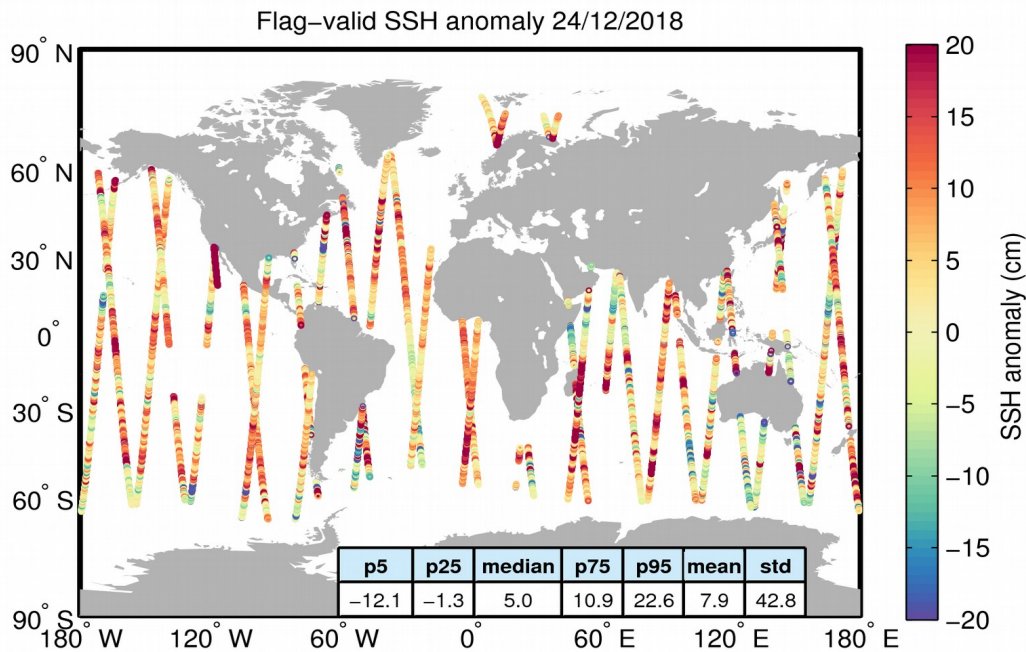 Flag−valid SSH anomaly 24/12/2018
90° N
60° N
30° N
0°
30° S
60° S
90° S
180° W
120° W
60° W
0°
60° E
120° E
180° E
p5 p25 median p75 p95 mean std
−12.1 −1.3 5.0 10.9 22.6 7.9 42.8
20
15
10
5
0
−5
−10
−15
−20
SSH anomaly (cm)